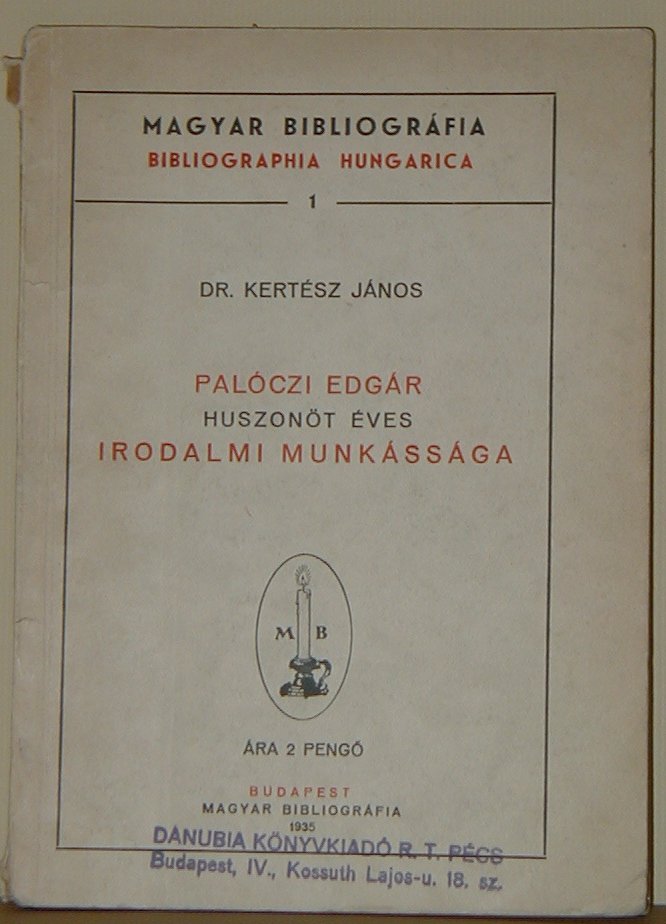 MAGYAR BIBLIOGRÁFIA
BIBLIOGRAPHIA HUNGARICA
1
DR. KERTÉSZ JÁNOS
PALÓCZI EDGÁR
HUSZONÖT ÉVES
IRODALMI MUNKÁSSÁGA
M B
ÁRA 2 PENGŐ
BUDAPEST
MAGYAR BIBLIOGRÁFIA
1935
DANUBIA KÖNYVKIADÓ R. T. PÉCS
Budapest, IV., Kossuth Lajos-u. 18. sz.